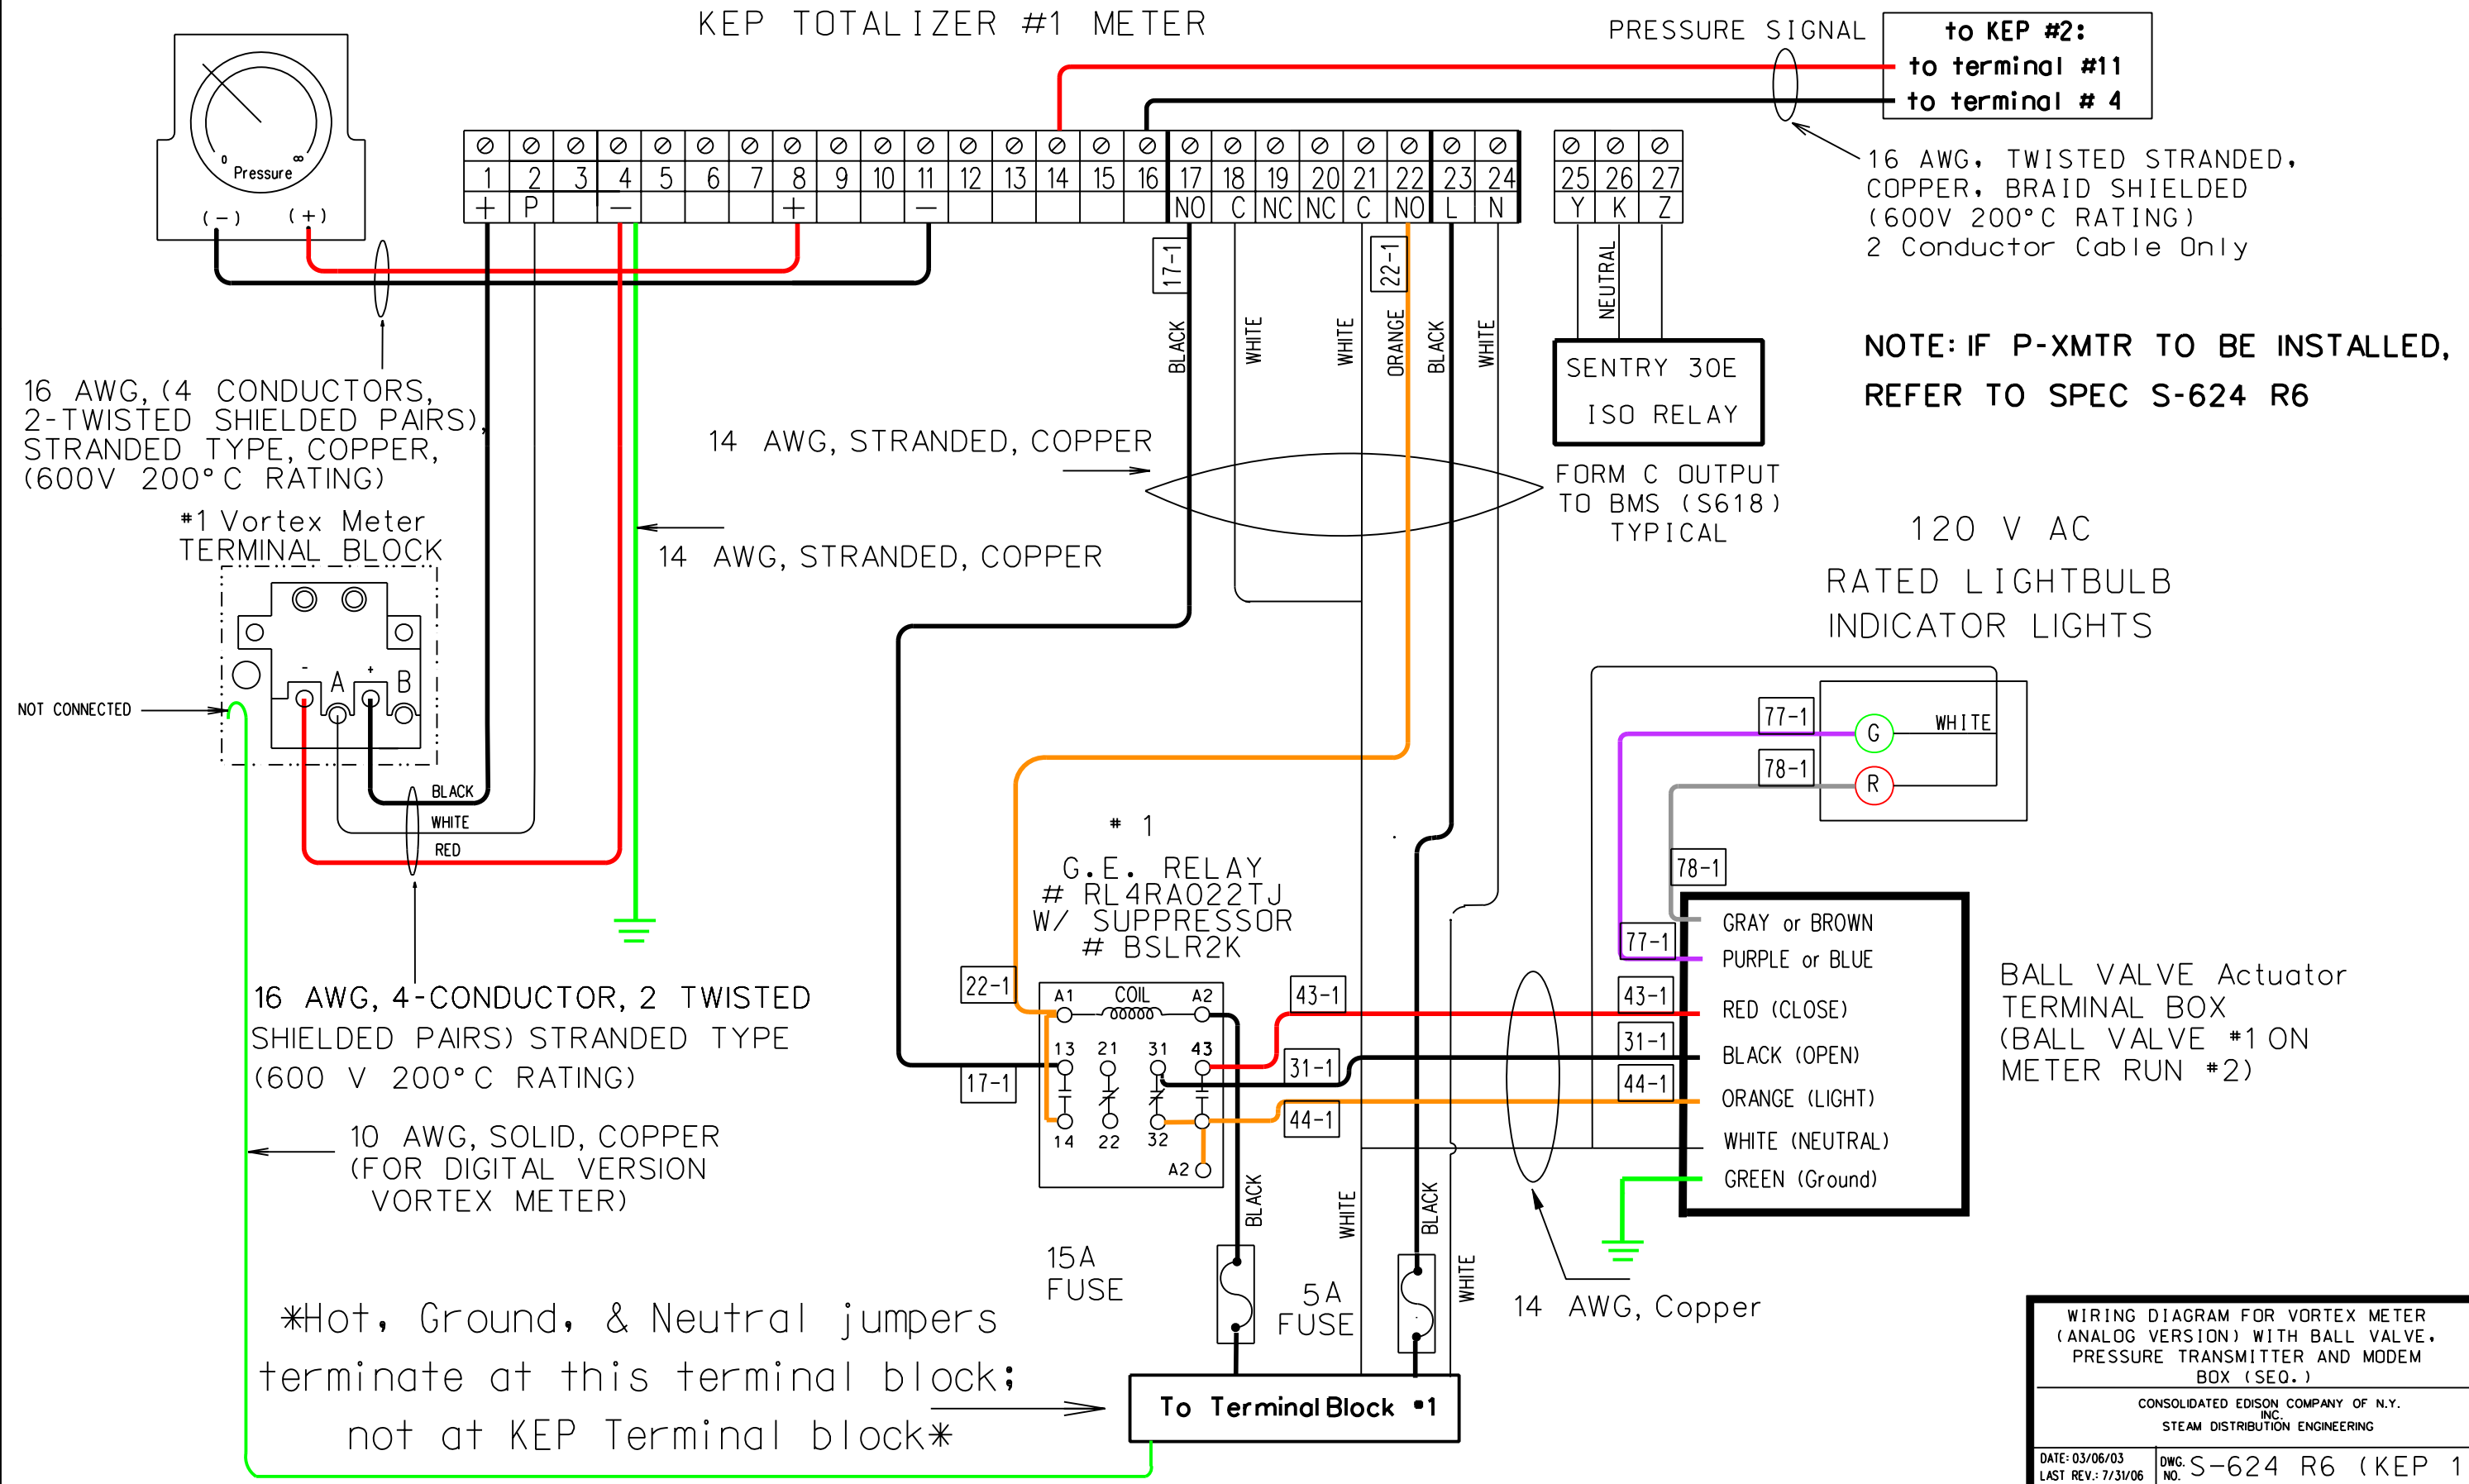 KEP TOTALIZER #1 METER
PRESSURE SIGNAL
to KEP #2:
to terminal #11
to terminal # 4
0 ∞
Pressure
(-) (+)
1 2 3 4 5 6 7 8 9 10 11 12 13 14 15 16 17 18 19 20 21 22 23 24
+ P — + — NO C NC NC C NO L N
25 26 27
Y K Z
16 AWG, TWISTED STRANDED,
COPPER, BRAID SHIELDED
(600V 200°C RATING)
2 Conductor Cable Only
17-1
22-1
NEUTRAL
BLACK
WHITE
WHITE
ORANGE
BLACK
WHITE
SENTRY 30E
ISO RELAY
NOTE: IF P-XMTR TO BE INSTALLED,
REFER TO SPEC S-624 R6
16 AWG, (4 CONDUCTORS,
2-TWISTED SHIELDED PAIRS),
STRANDED TYPE, COPPER,
(600V 200°C RATING)
14 AWG, STRANDED, COPPER
FORM C OUTPUT
TO BMS (S618)
TYPICAL
#1 Vortex Meter
TERMINAL BLOCK
14 AWG, STRANDED, COPPER
120 V AC
RATED LIGHTBULB
INDICATOR LIGHTS
- A + B
NOT CONNECTED
77-1
G
WHITE
78-1
R
BLACK
WHITE
RED
# 1
G.E. RELAY
# RL4RA022TJ
W/ SUPPRESSOR
# BSLR2K
78-1
77-1
GRAY or BROWN
PURPLE or BLUE
RED (CLOSE)
BLACK (OPEN)
ORANGE (LIGHT)
WHITE (NEUTRAL)
GREEN (Ground)
43-1
31-1
44-1
BALL VALVE Actuator
TERMINAL BOX
(BALL VALVE #1 ON
METER RUN #2)
22-1
A1 COIL A2
43-1
13 21 31 43
31-1
17-1
44-1
14 22 32
A2
16 AWG, 4-CONDUCTOR, 2 TWISTED
SHIELDED PAIRS) STRANDED TYPE
(600 V 200°C RATING)
10 AWG, SOLID, COPPER
(FOR DIGITAL VERSION
VORTEX METER)
BLACK
WHITE
BLACK
WHITE
15A
FUSE
5A
FUSE
14 AWG, Copper
*Hot, Ground, & Neutral jumpers
terminate at this terminal block;
not at KEP Terminal block*
To Terminal Block #1
WIRING DIAGRAM FOR VORTEX METER
(ANALOG VERSION) WITH BALL VALVE,
PRESSURE TRANSMITTER AND MODEM
BOX (SEQ.)
CONSOLIDATED EDISON COMPANY OF N.Y.
INC.
STEAM DISTRIBUTION ENGINEERING
DATE: 03/06/03
LAST REV.: 7/31/06
DWG. NO. S-624 R6 (KEP 1